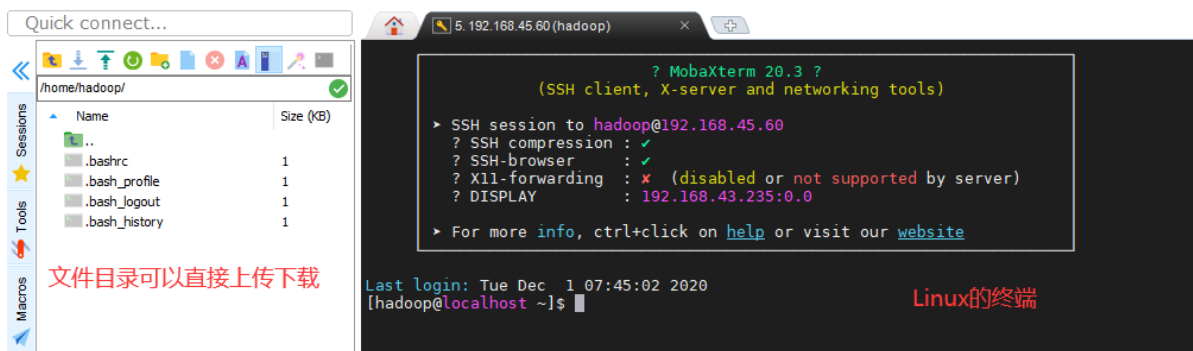 Quick connect...
5. 192.168.45.60 (hadoop)
/home/hadoop/
Name Size (KB)
..
.bashrc 1
.bash_profile 1
.bash_logout 1
.bash_history 1
Sessions
Tools
Macros
文件目录可以直接上传下载
? MobaXterm 20.3 ?
(SSH client, X-server and networking tools)
➤ SSH session to hadoop@192.168.45.60
? SSH compression : ✔
? SSH-browser : ✔
? X11-forwarding : ✘ (disabled or not supported by server)
? DISPLAY : 192.168.43.235:0.0
➤ For more info, ctrl+click on help or visit our website
Last login: Tue Dec 1 07:45:02 2020
[hadoop@localhost ~]$
Linux的终端